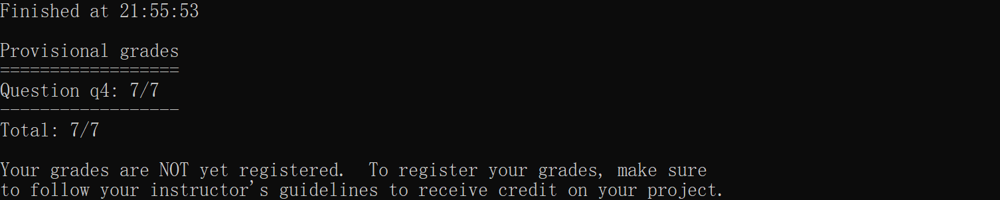 Finished at 21:55:53
Provisional grades
==================
Question q4: 7/7
------------------
Total: 7/7
Your grades are NOT yet registered.  To register your grades, make sure
to follow your instructor's guidelines to receive credit on your project.